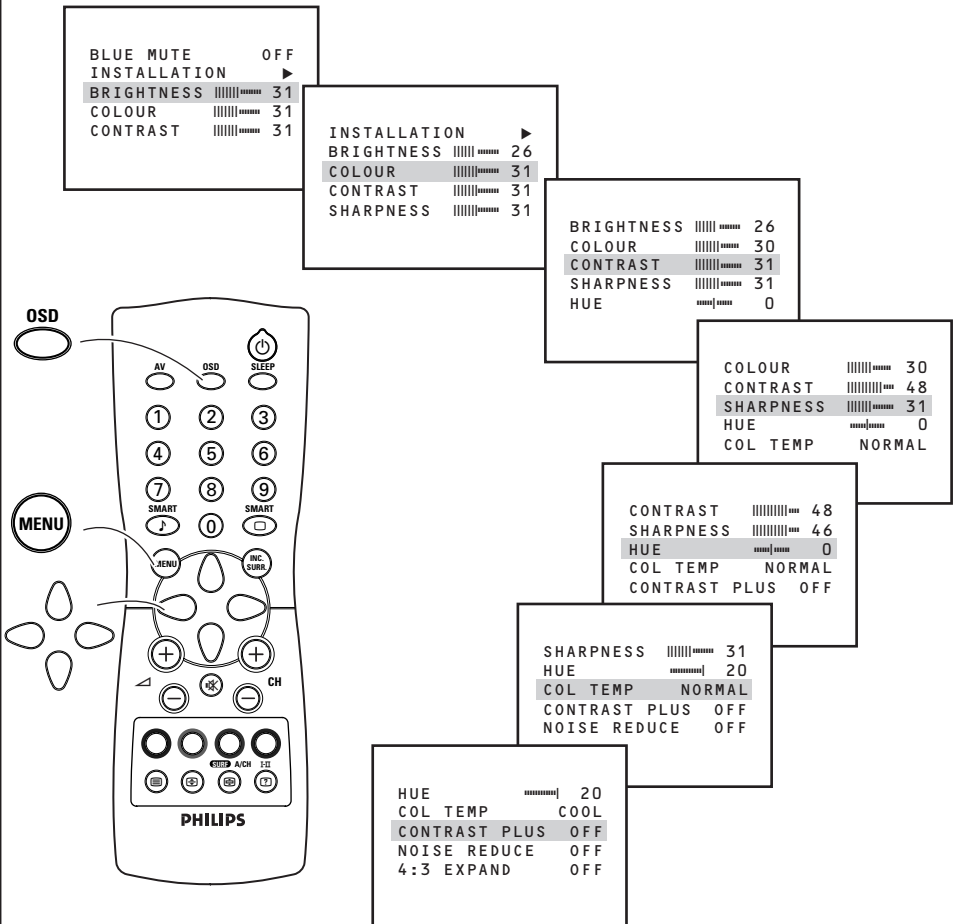 BLUE MUTE OFF
INSTALLATION ▶
BRIGHTNESS 31
COLOUR 31
CONTRAST 31
INSTALLATION ▶
BRIGHTNESS 26
COLOUR 31
CONTRAST 31
SHARPNESS 31
BRIGHTNESS 26
COLOUR 30
CONTRAST 31
SHARPNESS 31
HUE 0
COLOUR 30
CONTRAST 48
SHARPNESS 31
HUE 0
COL TEMP NORMAL
CONTRAST 48
SHARPNESS 46
HUE 0
COL TEMP NORMAL
CONTRAST PLUS OFF
SHARPNESS 31
HUE 20
COL TEMP NORMAL
CONTRAST PLUS OFF
NOISE REDUCE OFF
HUE 20
COL TEMP COOL
CONTRAST PLUS OFF
NOISE REDUCE OFF
4:3 EXPAND OFF
OSD
MENU
AV OSD SLEEP
1 2 3
4 5 6
7 8 9
SMART SMART
0
MENU INC. SURR.
CH
SURF A/CH I-II
?
PHILIPS